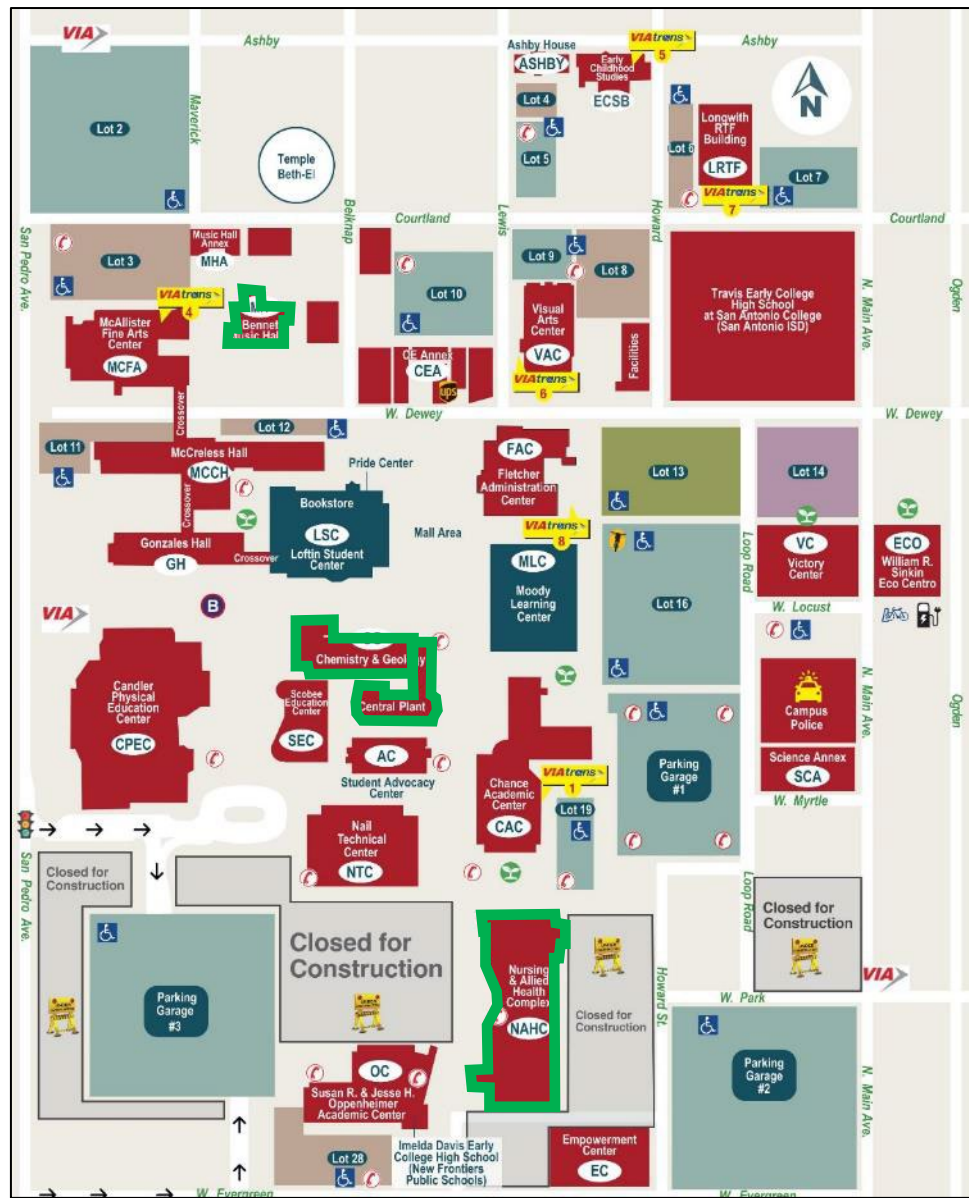 VIA
Ashby
Ashby House
ASHBY
Early
Childhood
Studies
ECSB
VIAtrans
5
Ashby
N
Lot 2
Maverick
Temple
Beth-El
Lot 4
Lot 5
Lot 6
Longwith
RTF
Building
LRTF
Lot 7
VIAtrans
7
San Pedro Ave.
Belknap
Courtland
Lewis
Howard
Courtland
N. Main Ave.
Ogden
Lot 3
Music Hall
Annex
MHA
VIAtrans
4
McAllister
Fine Arts
Center
MCFA
Lot 10
Lot 9
Lot 8
Visual
Arts
Center
VAC
VIAtrans
6
Facilities
Travis Early College
High School
at San Antonio College
(San Antonio ISD)
CE Annex
CEA
ups
Crossover
W. Dewey
W. Dewey
Lot 11
Lot 12
McCreless Hall
MCCH
Pride Center
Bookstore
LSC
Loftin Student
Center
Mall Area
FAC
Fletcher
Administration
Center
Lot 13
Lot 14
Crossover
Gonzales Hall
GH
Crossover
VIAtrans
8
MLC
Moody
Learning
Center
Lot 16
Loop Road
VC
Victory
Center
ECO
William R.
Sinkin
Eco Centro
W. Locust
B
VIA
Candler
Physical
Education
Center
CPEC
Chemistry & Geology
Central Plant
Scobee
Education
Center
SEC
AC
Student Advocacy
Center
Chance
Academic
Center
CAC
VIAtrans
1
Lot 19
Parking
Garage
#1
Campus
Police
Science Annex
SCA
W. Myrtle
N. Main Ave.
Ogden
Nail
Technical
Center
NTC
San Pedro Ave.
Closed for
Construction
Closed for
Construction
Parking
Garage
#3
Nursing
& Allied
Health
Complex
NAHC
Closed for
Construction
Howard St.
Loop Road
Closed for
Construction
VIA
W. Park
Parking
Garage
#2
N. Main Ave.
OC
Susan R. & Jesse H.
Oppenheimer
Academic Center
Imelda Davis Early
College High School
(New Frontiers
Public Schools)
Lot 28
Empowerment
Center
EC
W. Evergreen
W. Evergreen